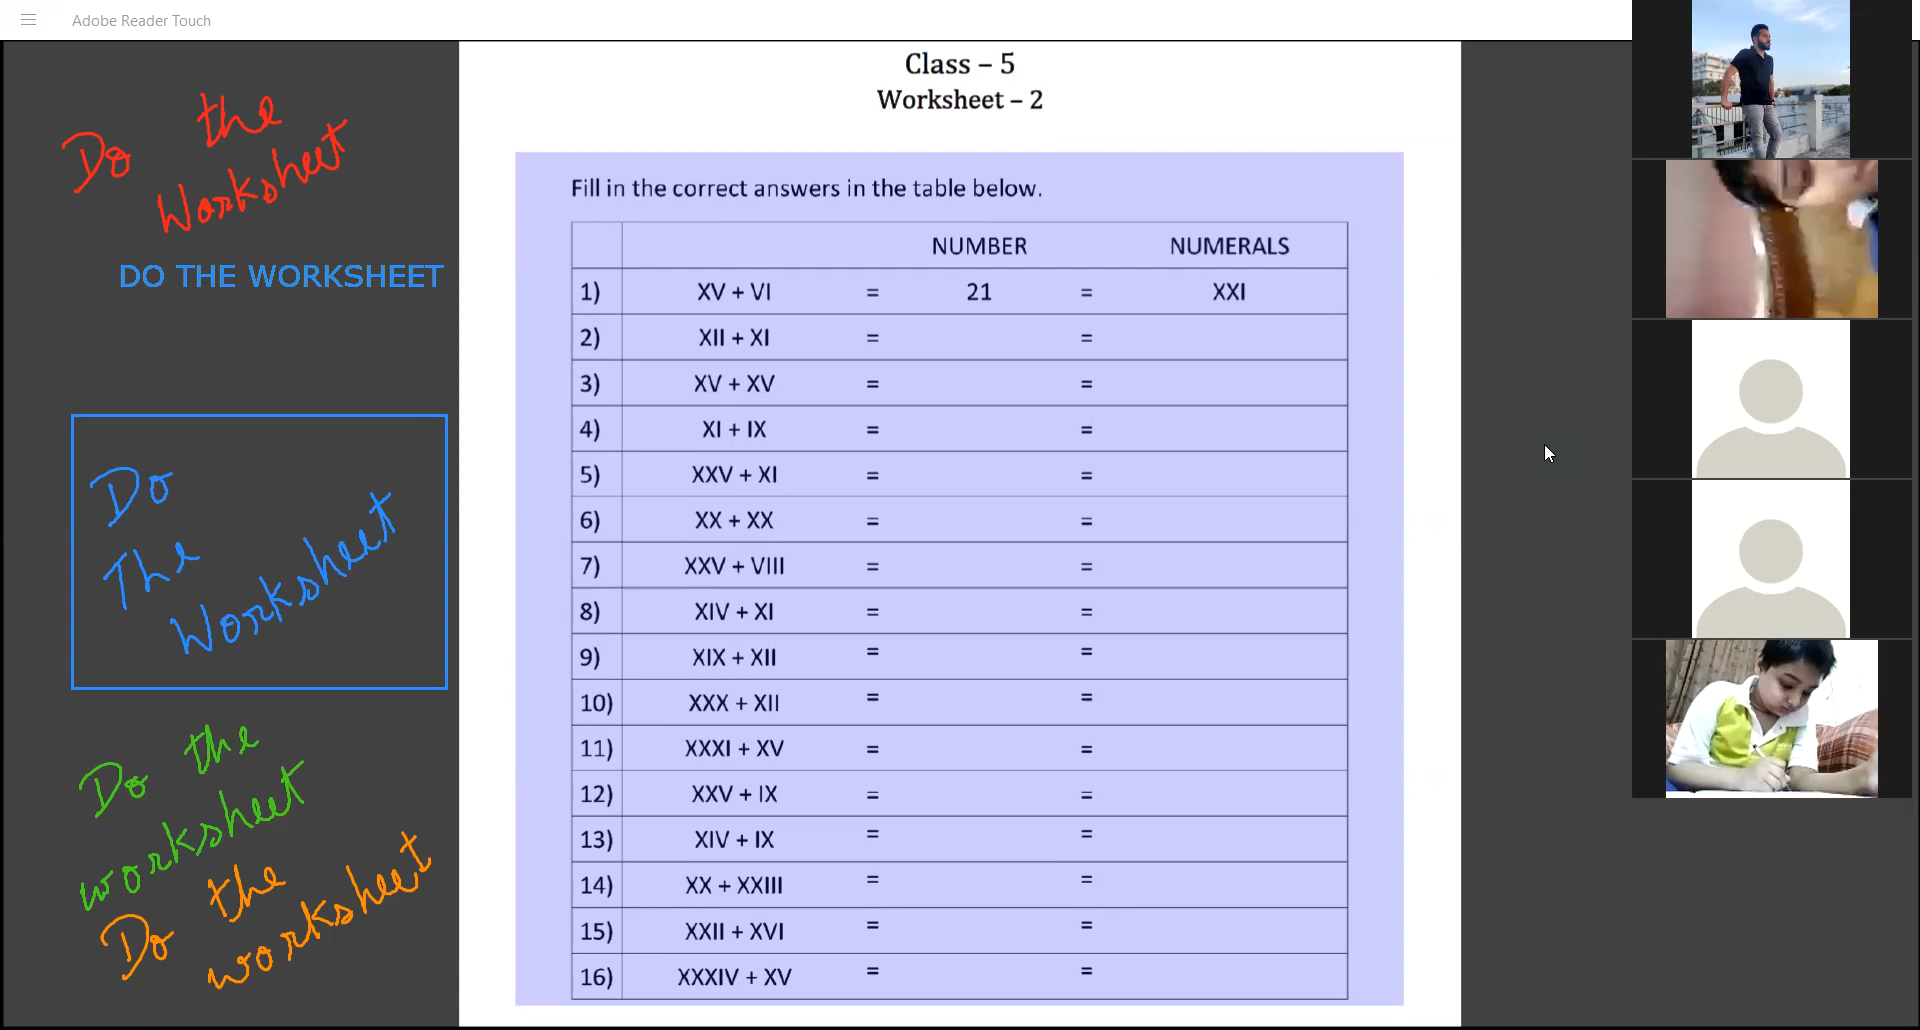 Adobe Reader Touch
Do the
Worksheet
DO THE WORKSHEET
Do
The
Worksheet
Do the
worksheet
Do the
worksheet
Class – 5
Worksheet – 2
Fill in the correct answers in the table below.
NUMBER NUMERALS
1) XV + VI = 21 = XXI
2) XII + XI = =
3) XV + XV = =
4) XI + IX = =
5) XXV + XI = =
6) XX + XX = =
7) XXV + VIII = =
8) XIV + XI = =
9) XIX + XII = =
10) XXX + XII = =
11) XXXI + XV = =
12) XXV + IX = =
13) XIV + IX = =
14) XX + XXIII = =
15) XXII + XVI = =
16) XXXIV + XV = =